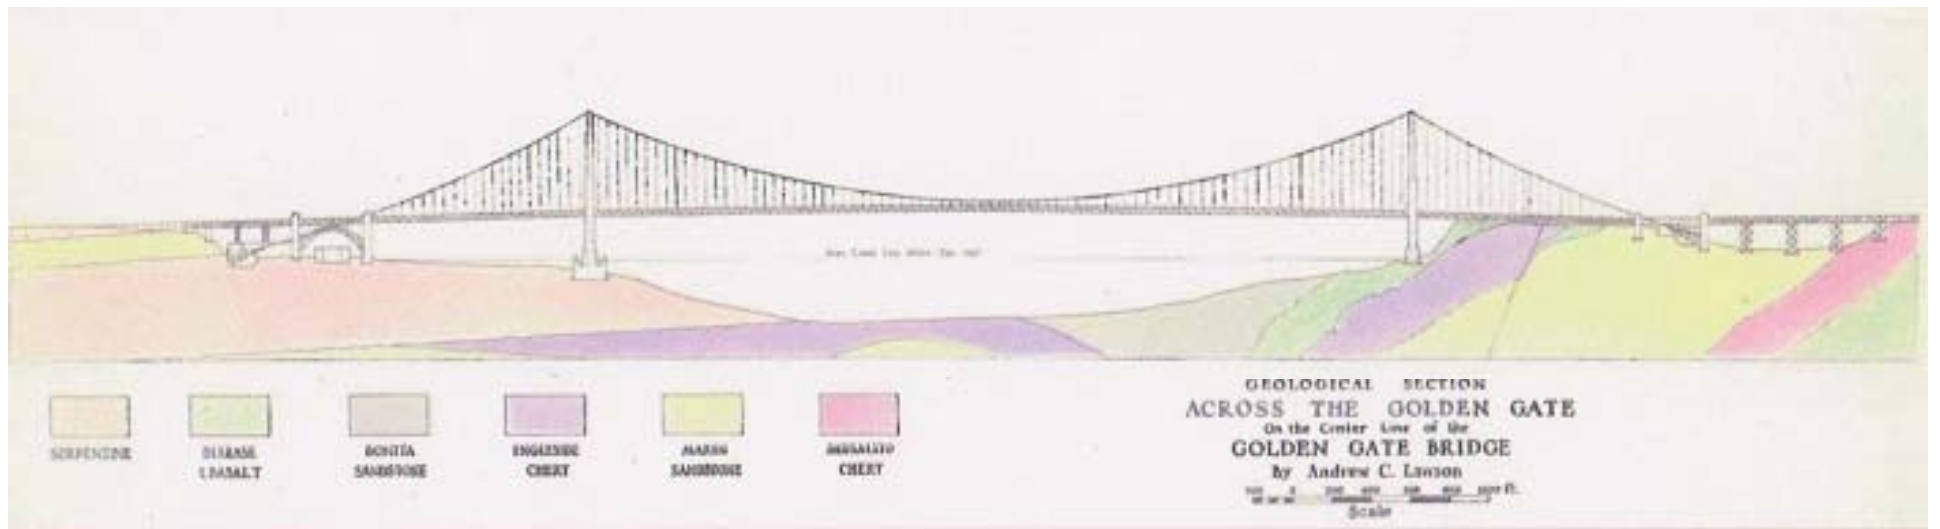 SERPENTINE
DIABASE
& BASALT
BONITA
SANDSTONE
INGLESIDE
CHERT
MARIN
SANDSTONE
SAUSALITO
CHERT
GEOLOGICAL SECTION
ACROSS THE GOLDEN GATE
On the Center Line of the
GOLDEN GATE BRIDGE
By Andrew C. Lawson
Scale